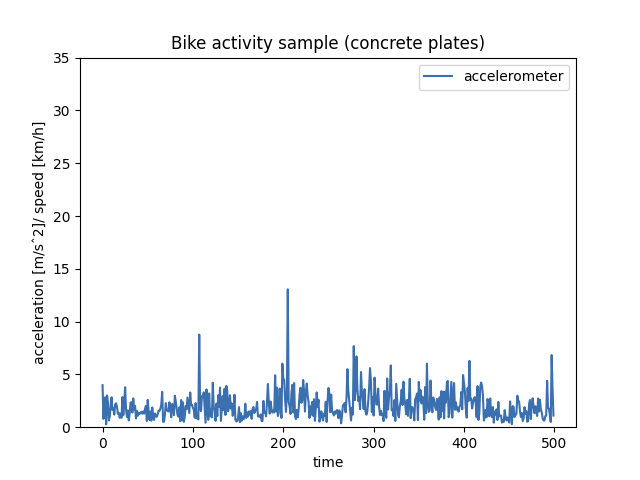 Bike activity sample (concrete plates)
accelerometer
acceleration [m/sˆ2]/ speed [km/h]
35
30
25
20
15
10
5
0
0 100 200 300 400 500
time